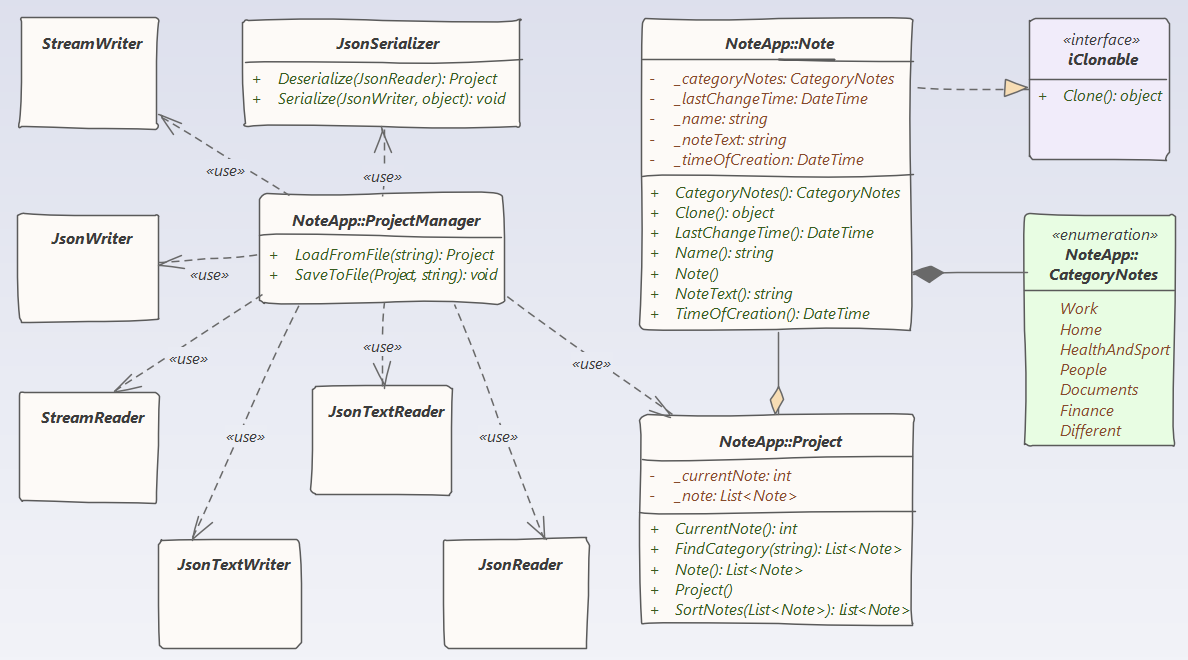 StreamWriter
JsonSerializer
+ Deserialize(JsonReader): Project
+ Serialize(JsonWriter, object): void
NoteApp::Note
- _categoryNotes: CategoryNotes
- _lastChangeTime: DateTime
- _name: string
- _noteText: string
- _timeOfCreation: DateTime
+ CategoryNotes(): CategoryNotes
+ Clone(): object
+ LastChangeTime(): DateTime
+ Name(): string
+ Note()
+ NoteText(): string
+ TimeOfCreation(): DateTime
«interface»
iClonable
+ Clone(): object
«use»
«use»
NoteApp::ProjectManager
+ LoadFromFile(string): Project
+ SaveToFile(Project, string): void
JsonWriter
«use»
«enumeration»
NoteApp::
CategoryNotes
Work
Home
HealthAndSport
People
Documents
Finance
Different
«use»
«use»
«use»
StreamReader
JsonTextReader
«use»
«use»
NoteApp::Project
- _currentNote: int
- _note: List<Note>
+ CurrentNote(): int
+ FindCategory(string): List<Note>
+ Note(): List<Note>
+ Project()
+ SortNotes(List<Note>): List<Note>
JsonTextWriter
JsonReader